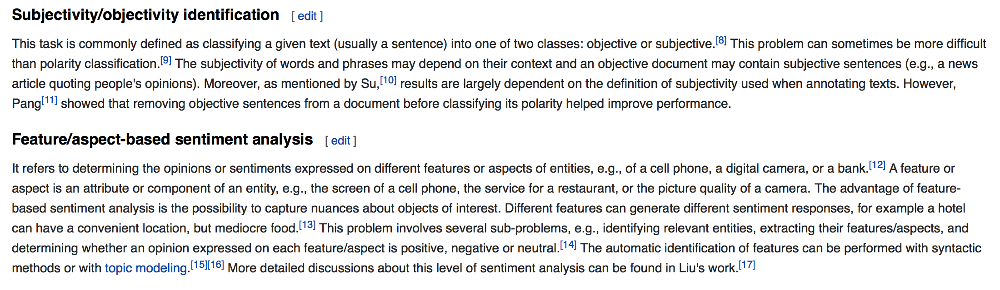 Subjectivity/objectivity identification [ edit ]
This task is commonly defined as classifying a given text (usually a sentence) into one of two classes: objective or subjective.[8] This problem can sometimes be more difficult
than polarity classification.[9] The subjectivity of words and phrases may depend on their context and an objective document may contain subjective sentences (e.g., a news
article quoting people's opinions). Moreover, as mentioned by Su,[10] results are largely dependent on the definition of subjectivity used when annotating texts. However,
Pang[11] showed that removing objective sentences from a document before classifying its polarity helped improve performance.
Feature/aspect-based sentiment analysis [ edit ]
It refers to determining the opinions or sentiments expressed on different features or aspects of entities, e.g., of a cell phone, a digital camera, or a bank.[12] A feature or
aspect is an attribute or component of an entity, e.g., the screen of a cell phone, the service for a restaurant, or the picture quality of a camera. The advantage of feature-
based sentiment analysis is the possibility to capture nuances about objects of interest. Different features can generate different sentiment responses, for example a hotel
can have a convenient location, but mediocre food.[13] This problem involves several sub-problems, e.g., identifying relevant entities, extracting their features/aspects, and
determining whether an opinion expressed on each feature/aspect is positive, negative or neutral.[14] The automatic identification of features can be performed with syntactic
methods or with topic modeling.[15][16] More detailed discussions about this level of sentiment analysis can be found in Liu's work.[17]